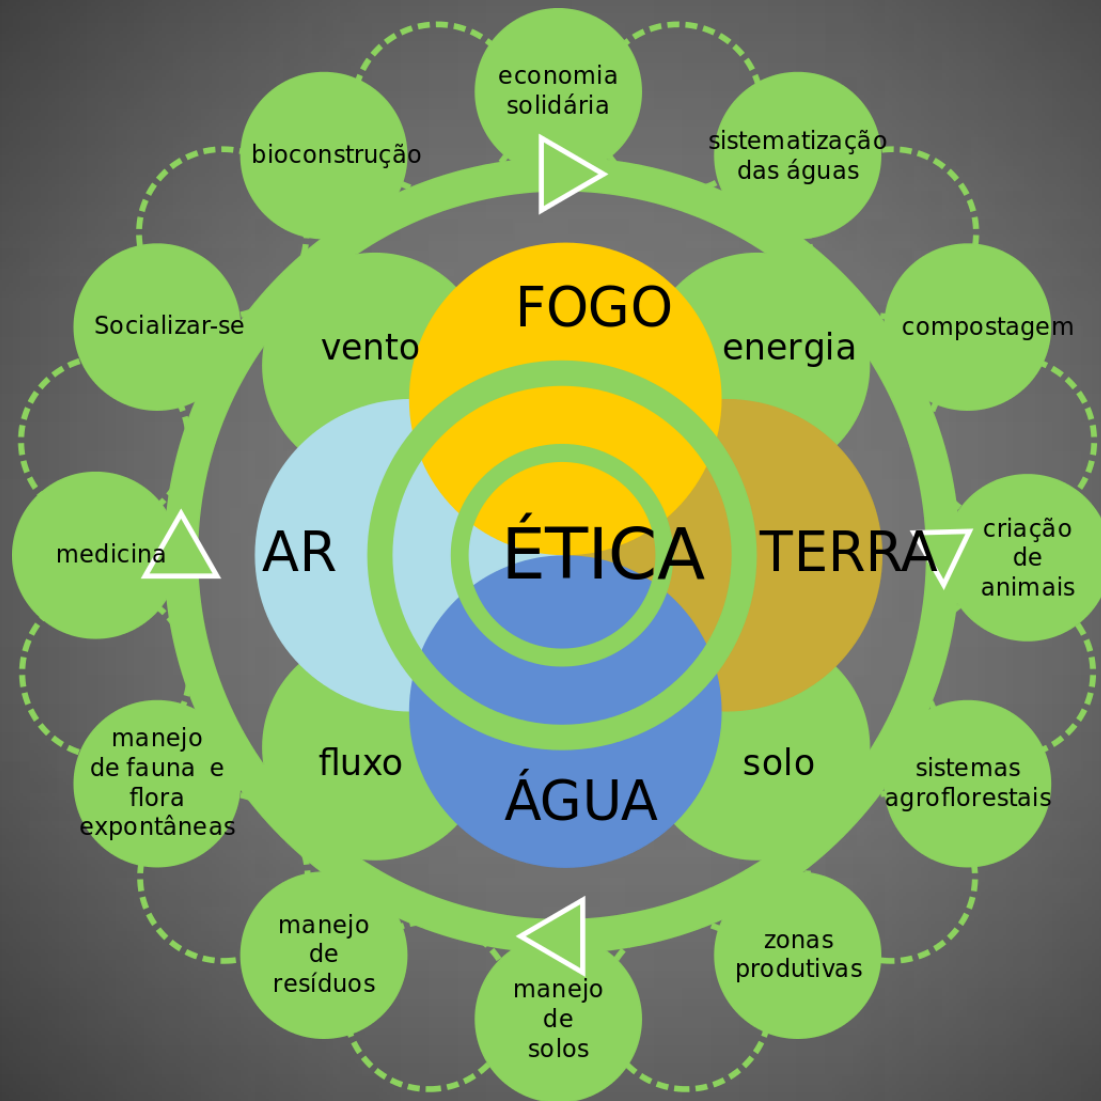 economia
solidária
bioconstrução
sistematização
das águas
Socializar-se
compostagem
FOGO
vento
energia
AR
ÉTICA
TERRA
medicina
criação
de
animais
fluxo
solo
ÁGUA
manejo
de fauna e
flora
expontâneas
sistemas
agroflorestais
manejo
de
resíduos
zonas
produtivas
manejo
de
solos